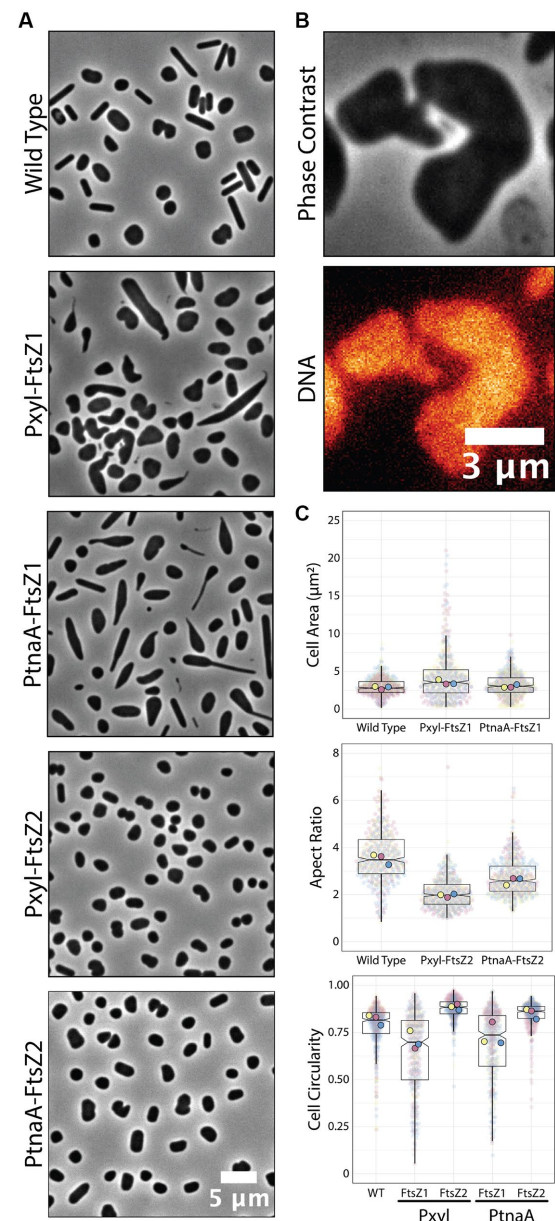 A
Wild Type
Pxyl-FtsZ1
PtnaA-FtsZ1
Pxyl-FtsZ2
PtnaA-FtsZ2
5 µm
B
Phase Contrast
DNA
3 µm
C
Cell Area (µm²)
25
20
15
10
5
0
Wild Type Pxyl-FtsZ1 PtnaA-FtsZ1
Apect Ratio
8
6
4
2
0
Wild Type Pxyl-FtsZ2 PtnaA-FtsZ2
Cell Circularity
1.00
0.75
0.50
0.25
0
WT FtsZ1 FtsZ2 FtsZ1 FtsZ2
Pxyl PtnaA